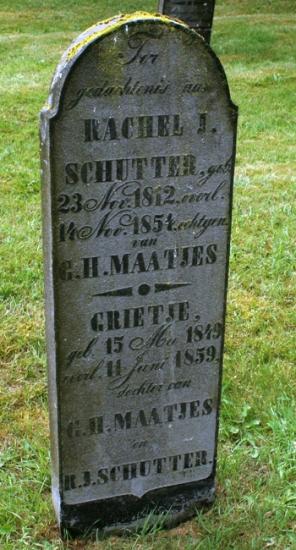 Ter
gedachtenis aan
RACHEL J.
SCHUTTER, geb.
23 Nov. 1812, overl.
14 Nov. 1854, echtgen.
van
G.H. MAATJES
GRIETJE,
geb. 15 Mei 1849
overl. 11 Juni 1859.
dochter van
G.H. MAATJES
en
R.J. SCHUTTER.